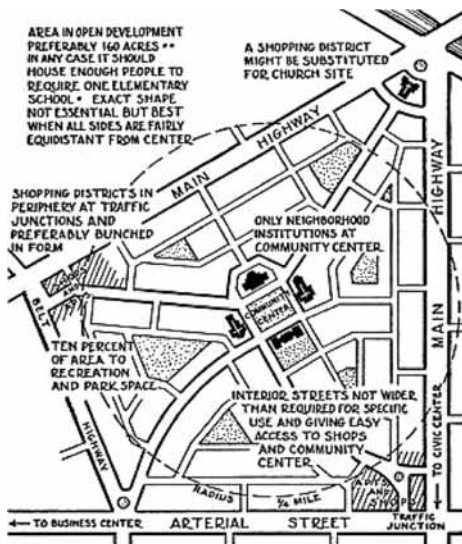 AREA IN OPEN DEVELOPMENT
PREFERABLY 160 ACRES **
IN ANY CASE IT SHOULD
HOUSE ENOUGH PEOPLE TO
REQUIRE ONE ELEMENTARY
SCHOOL • EXACT SHAPE
NOT ESSENTIAL BUT BEST
WHEN ALL SIDES ARE FAIRLY
EQUIDISTANT FROM CENTER
A SHOPPING DISTRICT
MIGHT BE SUBSTITUTED
FOR CHURCH SITE
MAIN HIGHWAY
HIGHWAY
MAIN
SHOPPING DISTRICTS IN
PERIPHERY AT TRAFFIC
JUNCTIONS AND
PREFERABLY BUNCHED
IN FORM
ONLY NEIGHBORHOOD
INSTITUTIONS AT
COMMUNITY CENTER
SHOPS AND
BELT
HIGHWAY
COMMUNITY
CENTER
TEN PERCENT
OF AREA TO
RECREATION
AND PARK SPACE
INTERIOR STREETS NOT WIDER
THAN REQUIRED FOR SPECIFIC
USE AND GIVING EASY
ACCESS TO SHOPS
AND COMMUNITY
CENTER
TO CIVIC CENTER
RADIUS
¼ MILE
AND
SHOPS
TRAFFIC
JUNCTION
TO BUSINESS CENTER
ARTERIAL STREET